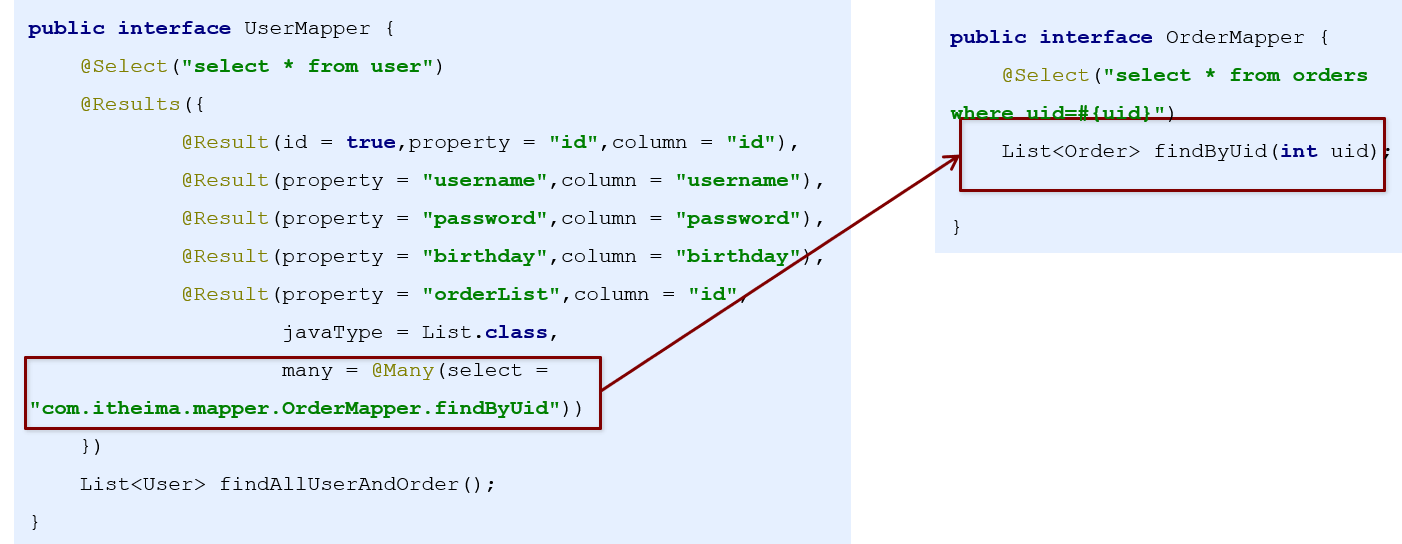 public interface UserMapper {
    @Select("select * from user")
    @Results({
            @Result(id = true,property = "id",column = "id"),
            @Result(property = "username",column = "username"),
            @Result(property = "password",column = "password"),
            @Result(property = "birthday",column = "birthday"),
            @Result(property = "orderList",column = "id",
                    javaType = List.class,
                    many = @Many(select =
"com.itheima.mapper.OrderMapper.findByUid"))
    })
    List<User> findAllUserAndOrder();
}
public interface OrderMapper {
    @Select("select * from orders
where uid=#{uid}")
    List<Order> findByUid(int uid);
}